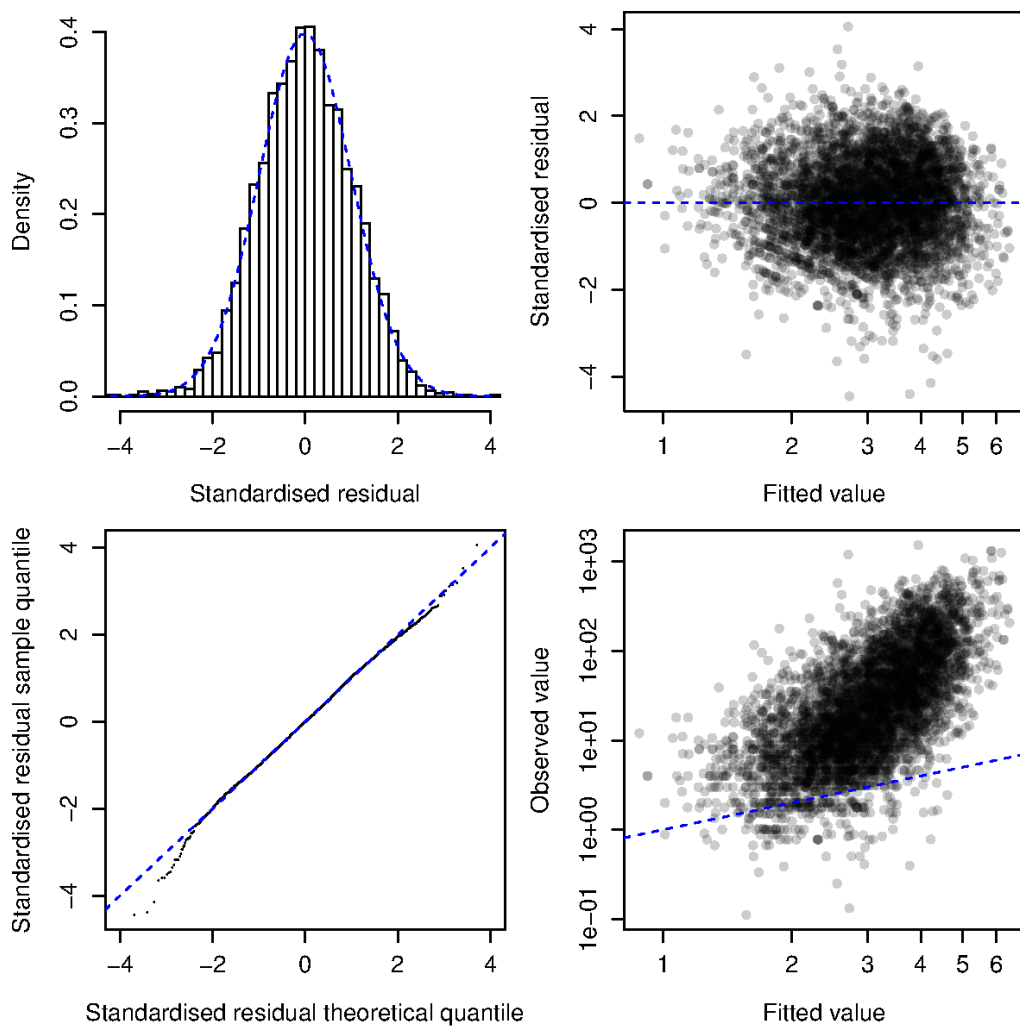 0.4
0.3
0.2
0.1
0.0
Density
−4
−2
0
2
4
Standardised residual
4
2
0
−2
−4
Standardised residual
1
2
3
4
5
6
Fitted value
4
2
0
−2
−4
Standardised residual sample quantile
−4
−2
0
2
4
Standardised residual theoretical quantile
1e+03
1e+02
1e+01
1e+00
1e−01
Observed value
1
2
3
4
5
6
Fitted value